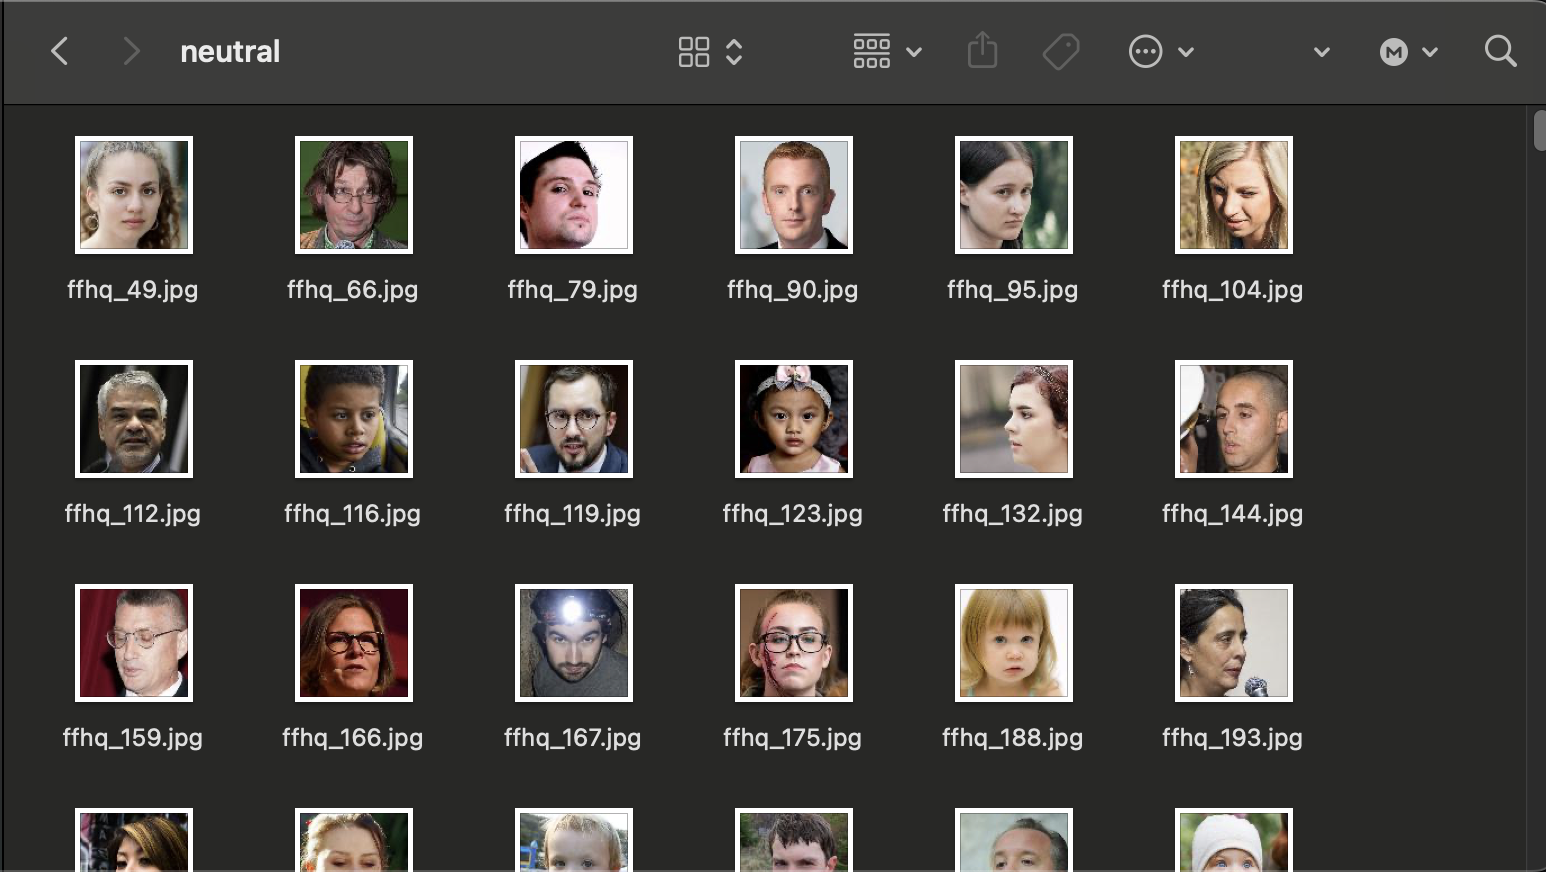 neutral
ffhq_49.jpg
ffhq_66.jpg
ffhq_79.jpg
ffhq_90.jpg
ffhq_95.jpg
ffhq_104.jpg
ffhq_112.jpg
ffhq_116.jpg
ffhq_119.jpg
ffhq_123.jpg
ffhq_132.jpg
ffhq_144.jpg
ffhq_159.jpg
ffhq_166.jpg
ffhq_167.jpg
ffhq_175.jpg
ffhq_188.jpg
ffhq_193.jpg